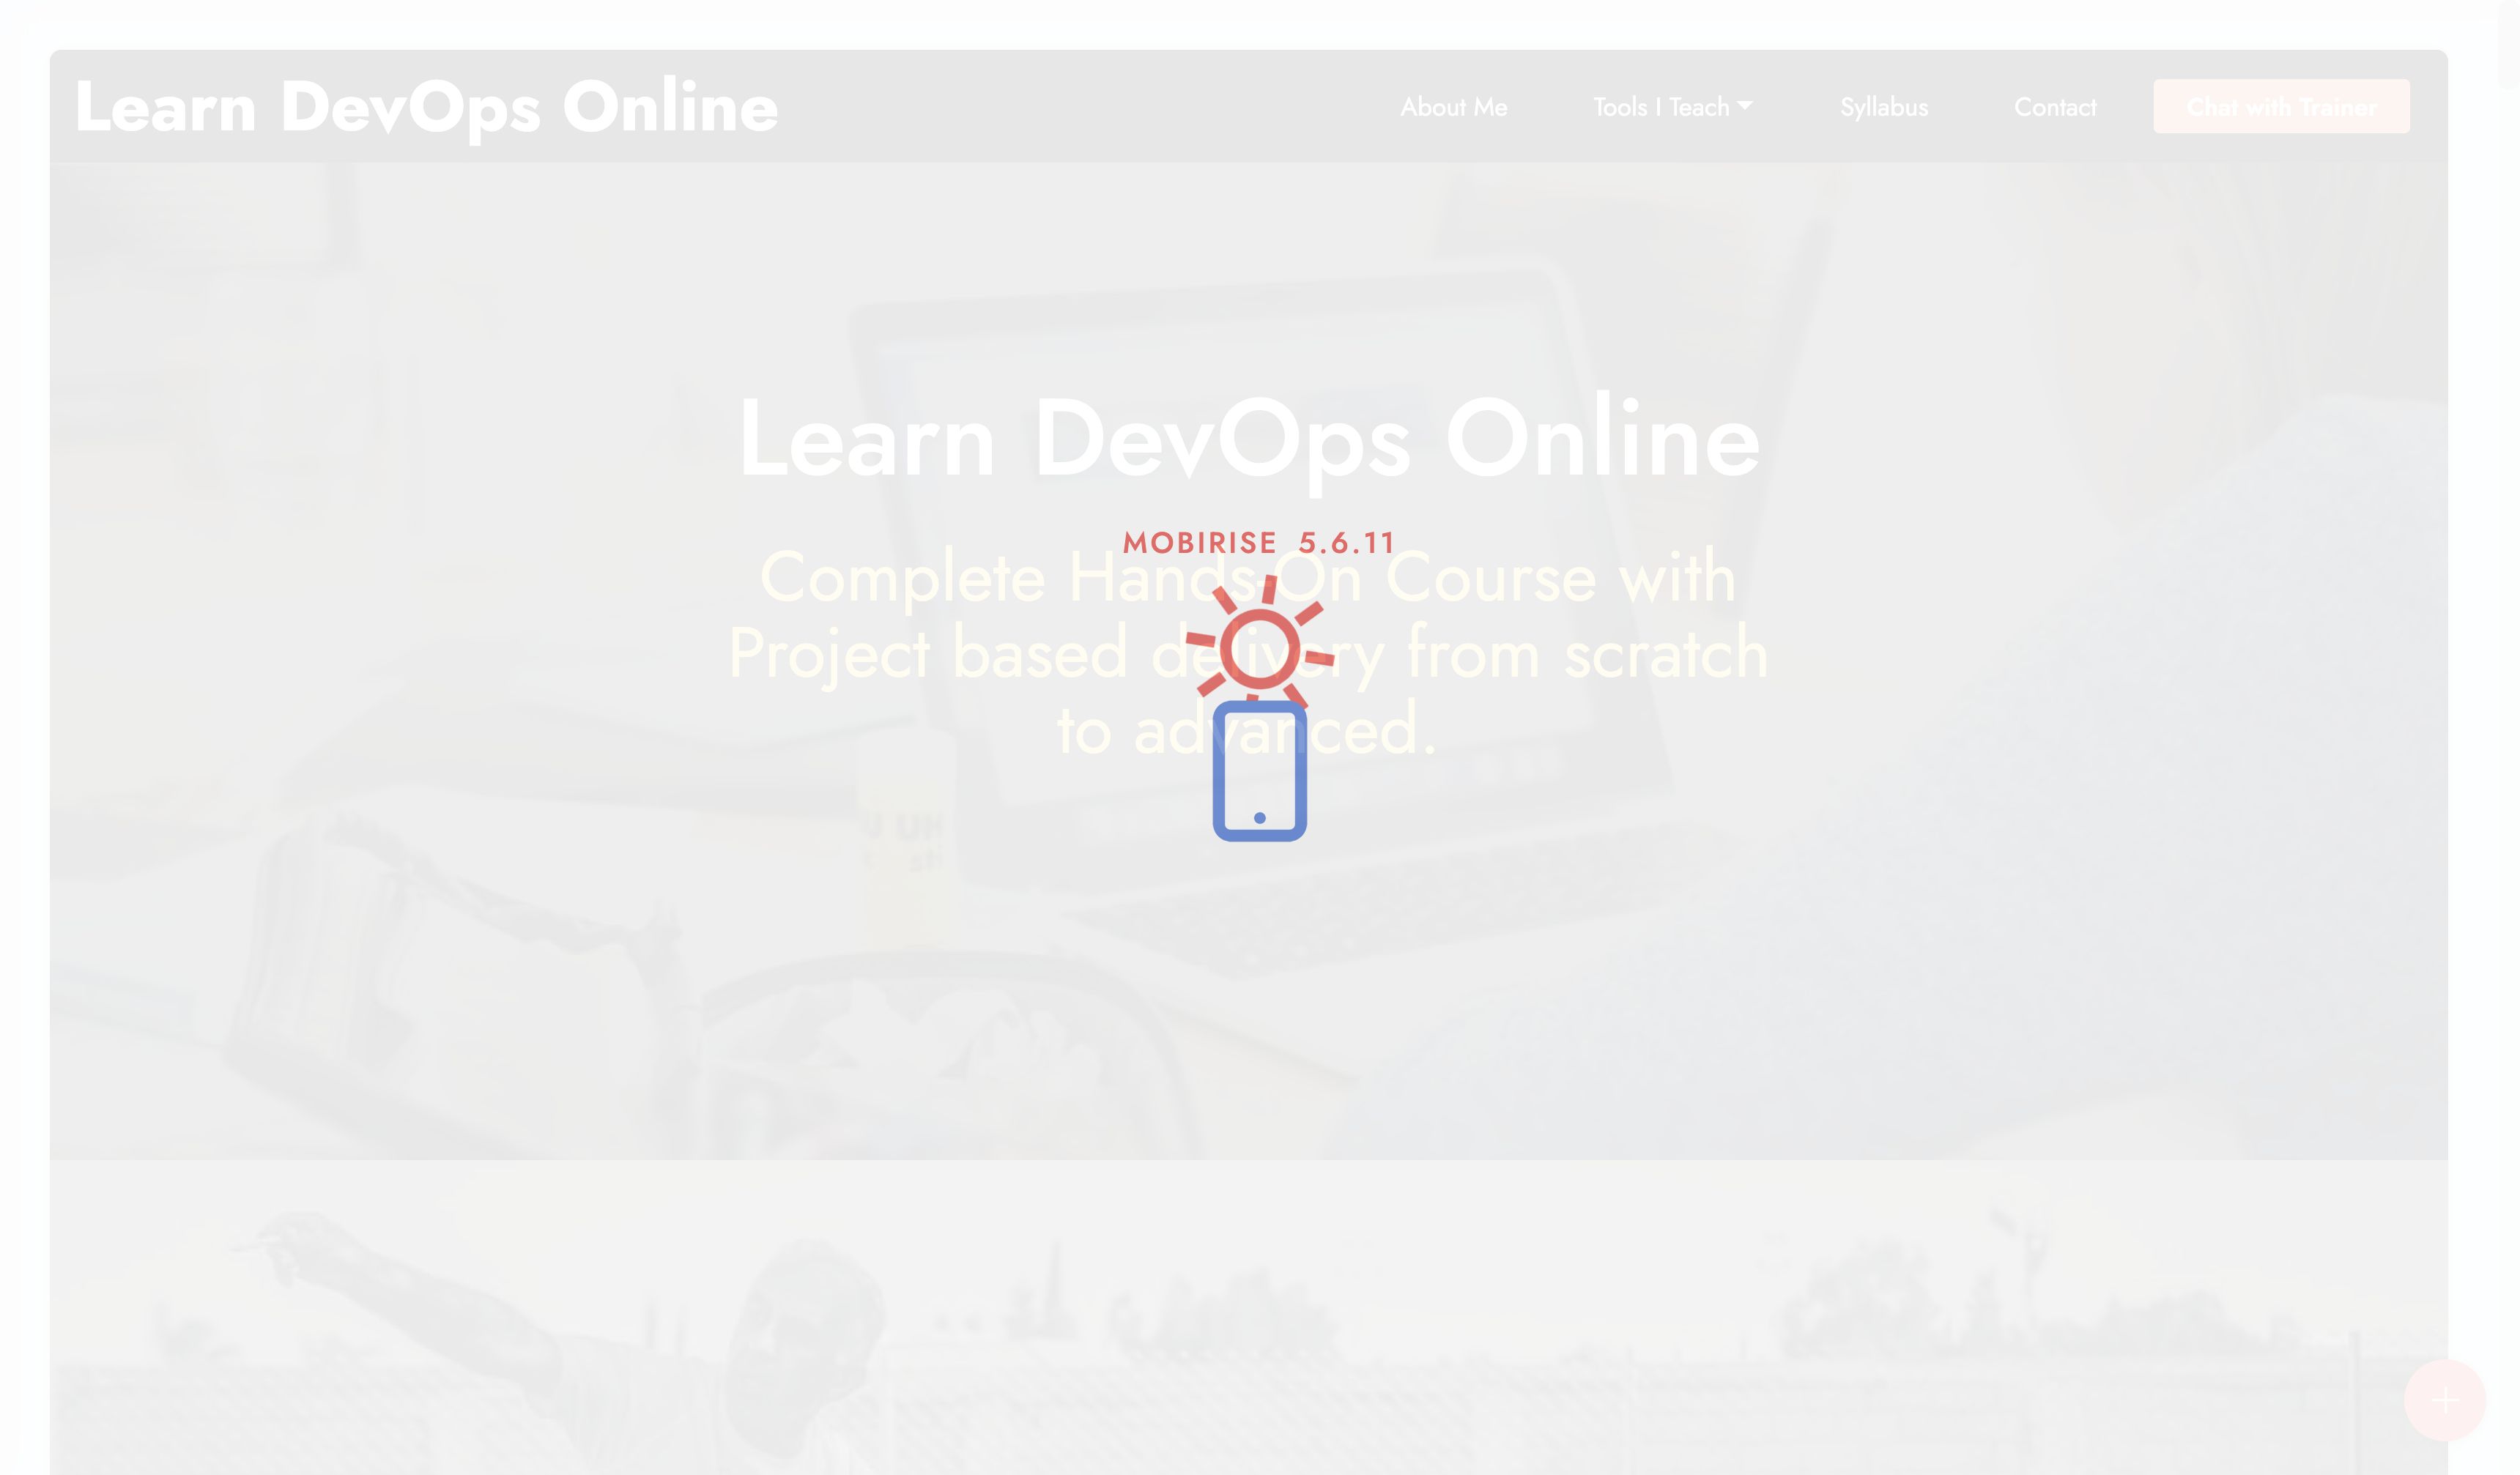 Learn DevOps Online
About Me
Tools I Teach
Syllabus
Contact
Chat with Trainer
Learn DevOps Online
MOBIRISE 5.6.11
Complete Hands-On Course with
Project based delivery from scratch
to advanced.